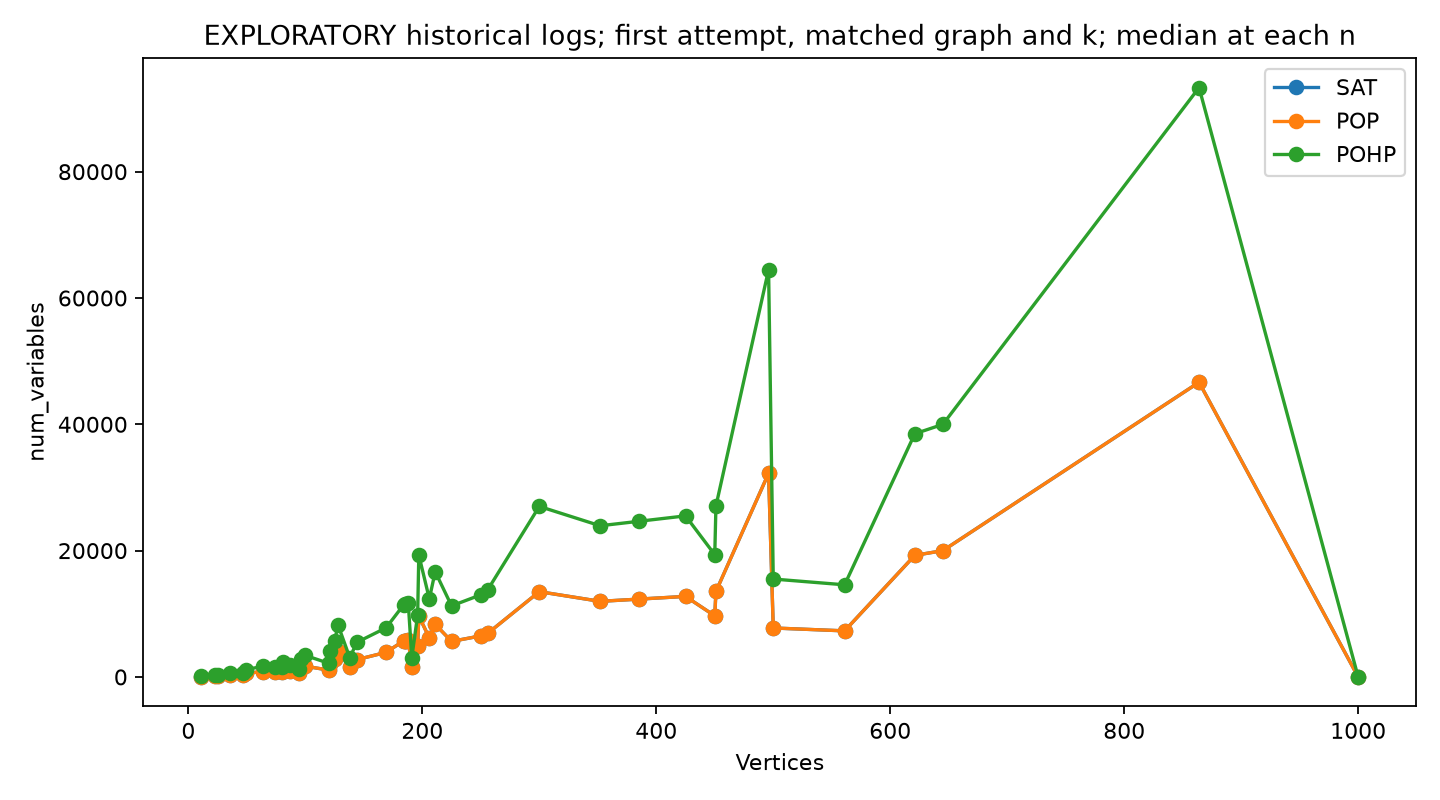 EXPLORATORY historical logs; first attempt, matched graph and k; median at each n
SAT
POP
POHP
num_variables
80000
60000
40000
20000
0
0 200 400 600 800 1000
Vertices